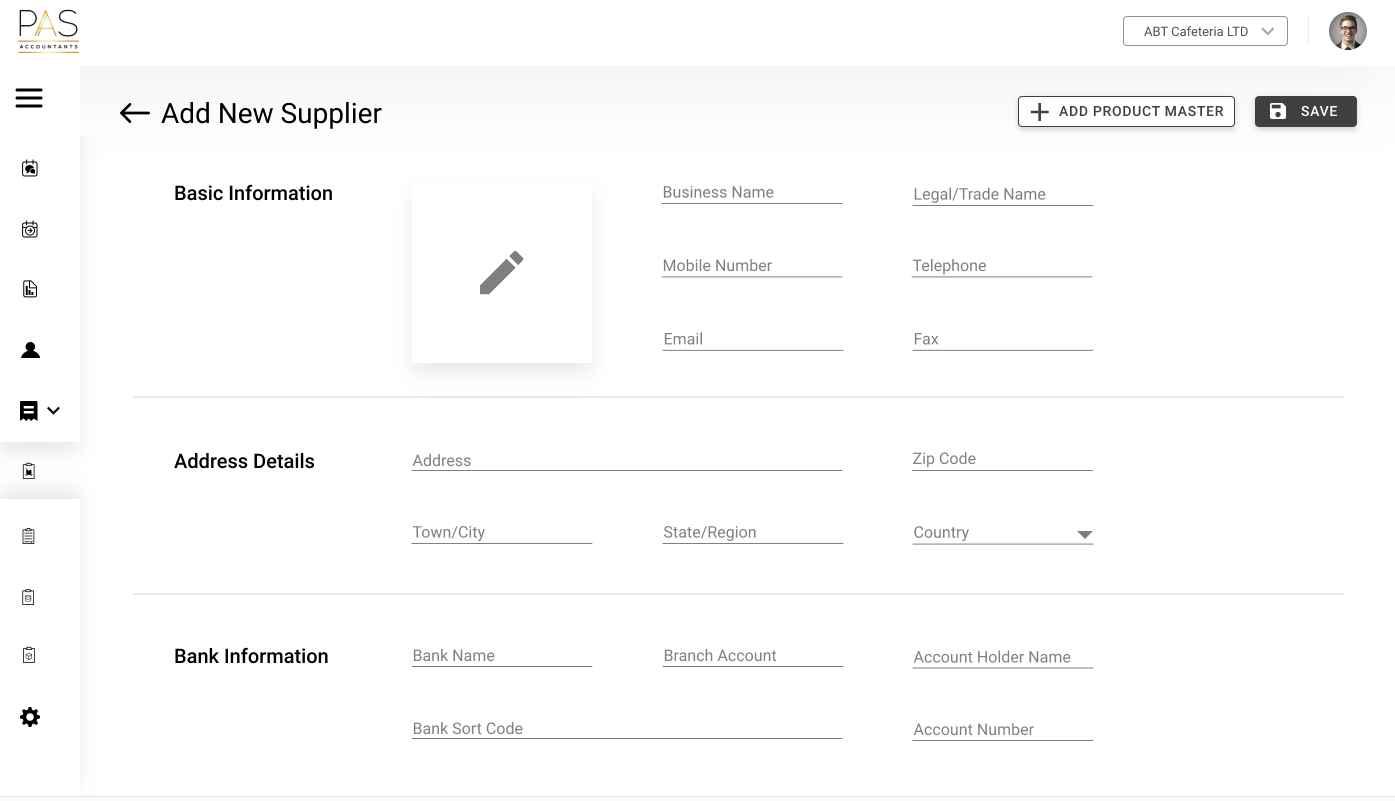 PAS
ACCOUNTANTS
ABT Cafeteria LTD
Add New Supplier
ADD PRODUCT MASTER
SAVE
Basic Information
Business Name
Legal/Trade Name
Mobile Number
Telephone
Email
Fax
Address Details
Address
Zip Code
Town/City
State/Region
Country
Bank Information
Bank Name
Branch Account
Account Holder Name
Bank Sort Code
Account Number